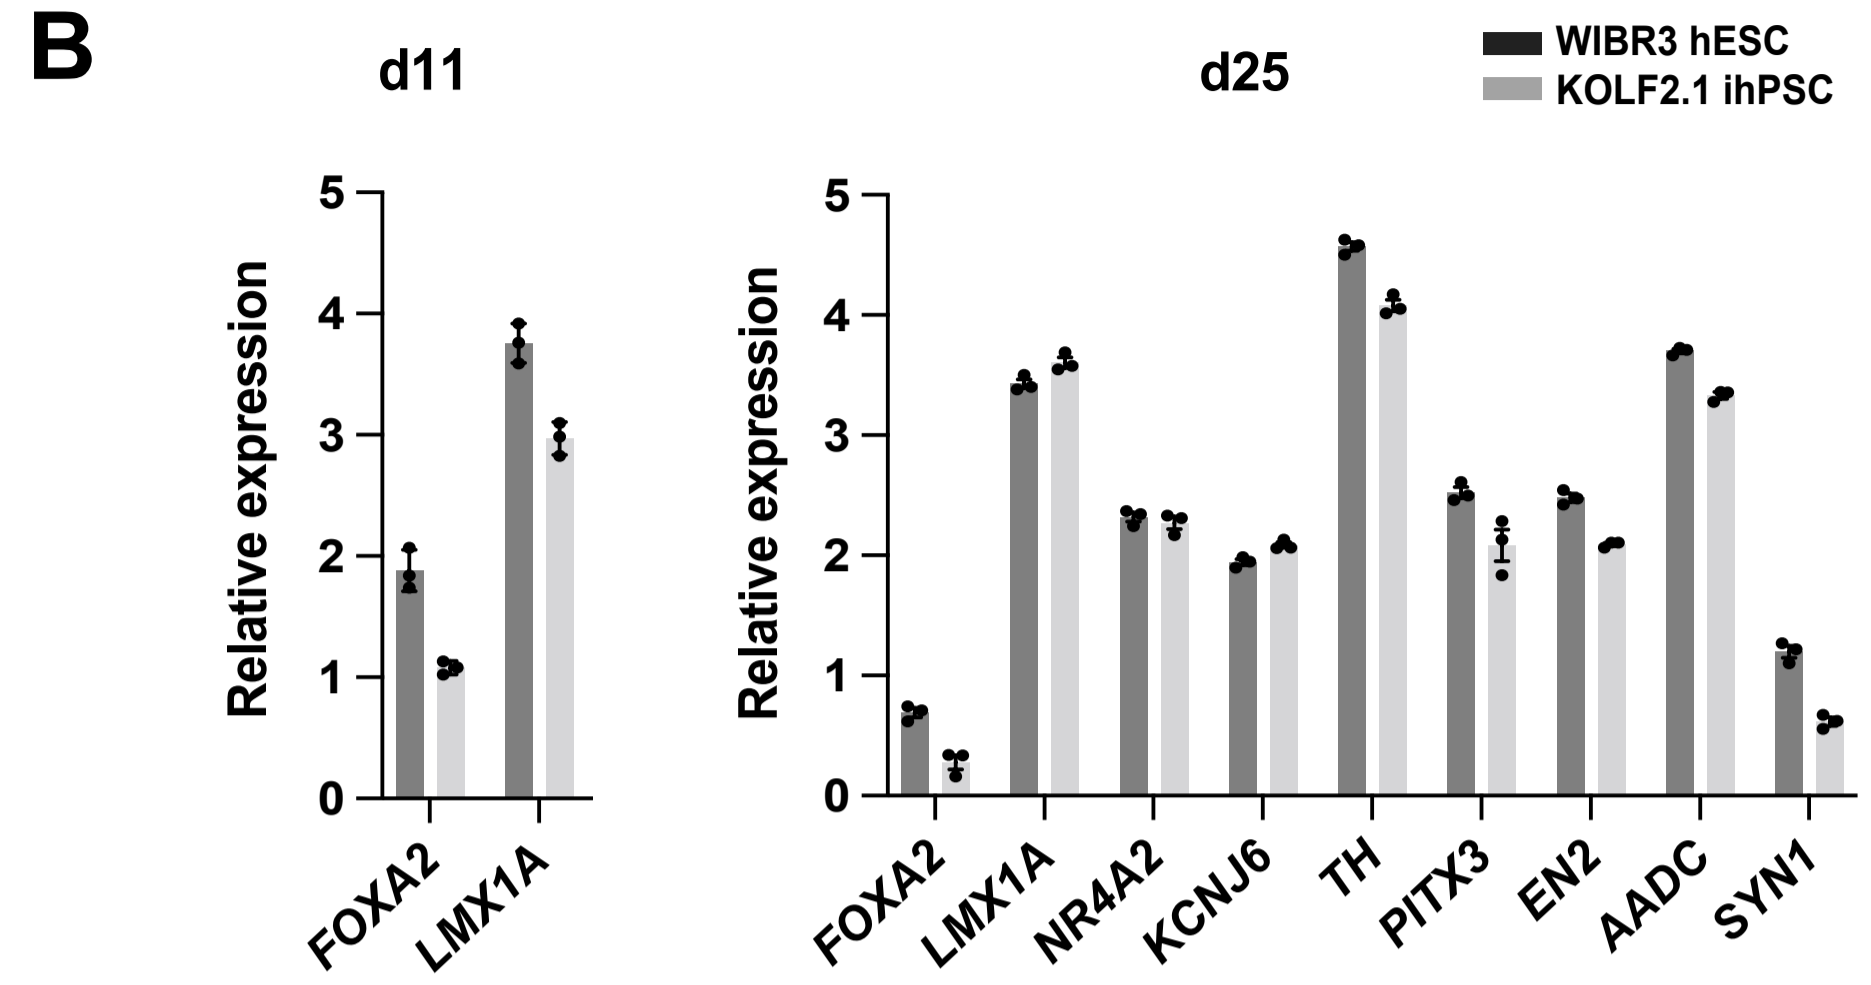 B
d11
d25
WIBR3 hESC
KOLF2.1 ihPSC
Relative expression
5
4
3
2
1
0
FOXA2
LMX1A
Relative expression
5
4
3
2
1
0
FOXA2
LMX1A
NR4A2
KCNJ6
TH
PITX3
EN2
AADC
SYN1